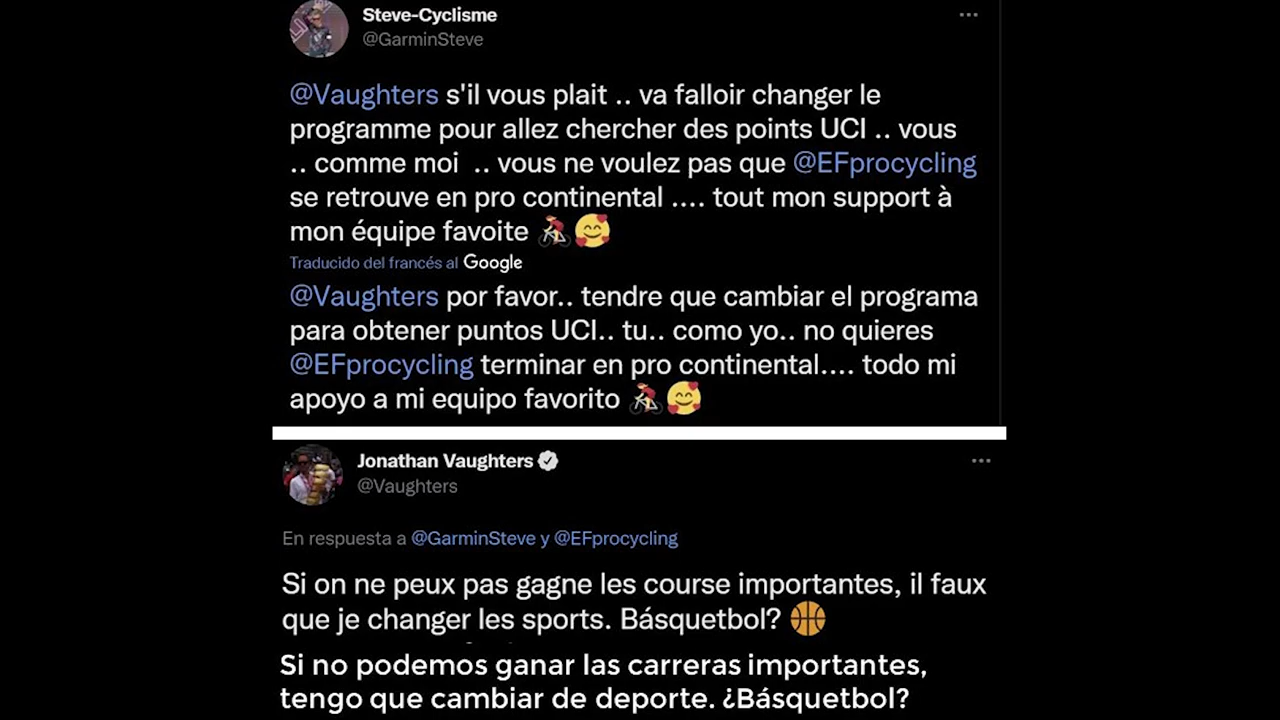 Steve-Cyclisme
@GarminSteve
@Vaughters s'il vous plait .. va falloir changer le
programme pour allez chercher des points UCI .. vous
.. comme moi .. vous ne voulez pas que @EFprocycling
se retrouve en pro continental .... tout mon support à
mon équipe favoite 🚴🥰
Traducido del francés al Google
@Vaughters por favor.. tendre que cambiar el programa
para obtener puntos UCI.. tu.. como yo.. no quieres
@EFprocycling terminar en pro continental.... todo mi
apoyo a mi equipo favorito 🚴🥰
Jonathan Vaughters
@Vaughters
En respuesta a @GarminSteve y @EFprocycling
Si on ne peux pas gagne les course importantes, il faux
que je changer les sports. Básquetbol? 🏀
Si no podemos ganar las carreras importantes,
tengo que cambiar de deporte. ¿Básquetbol?